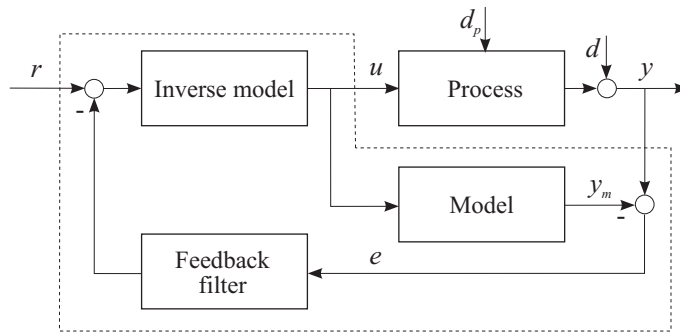 d_p
r
-
Inverse model
u
Process
d
y
Model
y_m
-
Feedback
filter
e